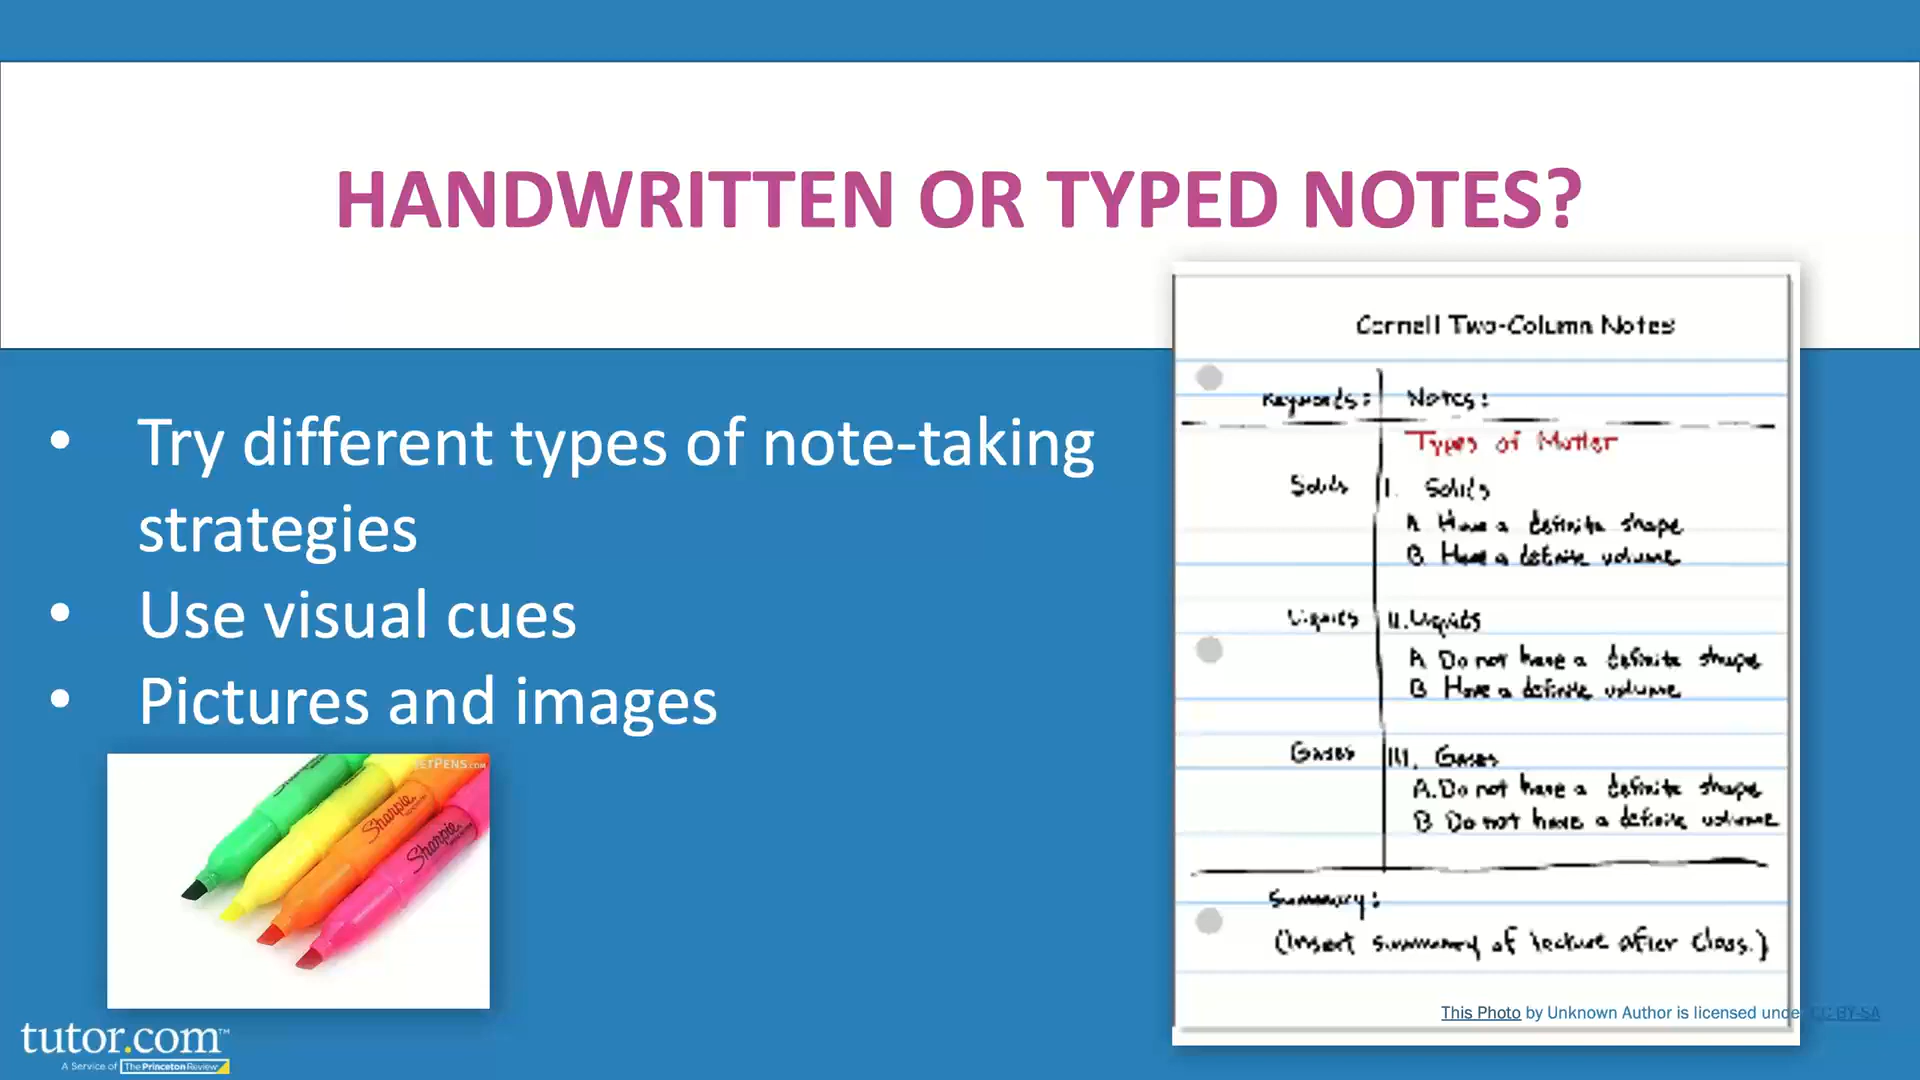 HANDWRITTEN OR TYPED NOTES?
• Try different types of note-taking
strategies
• Use visual cues
• Pictures and images
JETPENS.COM
Sharpie
Sharpie
tutor.com™
A Service of The Princeton Review
Cornell Two-Column Notes
Keywords: Notes:
Types of Matter
Solids I. Solids
A. Have a definite shape
B. Have a definite volume
Liquids II. Liquids
A. Do not have a definite shape
B. Have a definite volume
Gases III. Gases
A. Do not have a definite shape
B. Do not have a definite volume
Summary:
(Insert summary of lecture after class.)
This Photo by Unknown Author is licensed under CC BY-SA